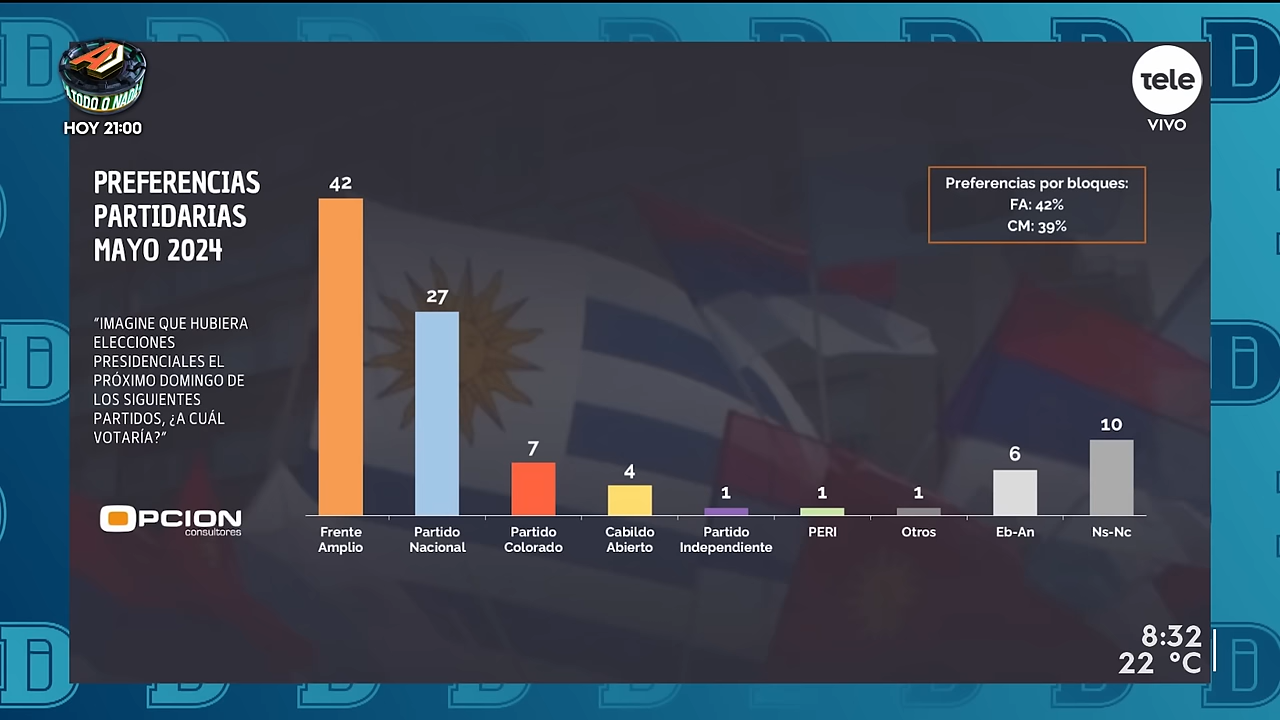 A TODO O NADA
HOY 21:00
tele
VIVO
PREFERENCIAS
PARTIDARIAS
MAYO 2024
"IMAGINE QUE HUBIERA
ELECCIONES
PRESIDENCIALES EL
PRÓXIMO DOMINGO DE
LOS SIGUIENTES
PARTIDOS, ¿A CUÁL
VOTARÍA?"
OPCION
consultores
Preferencias por bloques:
FA: 42%
CM: 39%
42
27
7
4
1
1
1
6
10
Frente
Amplio
Partido
Nacional
Partido
Colorado
Cabildo
Abierto
Partido
Independiente
PERI
Otros
Eb-An
Ns-Nc
8:32
22 °C